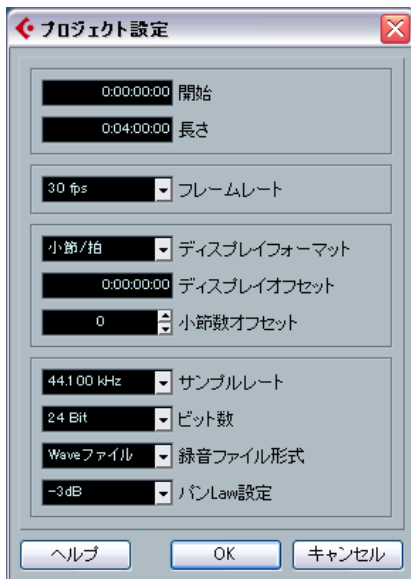 プロジェクト設定
0:00:00:00 開始
0:04:00:00 長さ
30 fps フレームレート
小節/拍 ディスプレイフォーマット
0:00:00:00 ディスプレイオフセット
0 小節数オフセット
44.100 kHz サンプルレート
24 Bit ビット数
Waveファイル 録音ファイル形式
-3dB パンLaw設定
ヘルプ OK キャンセル